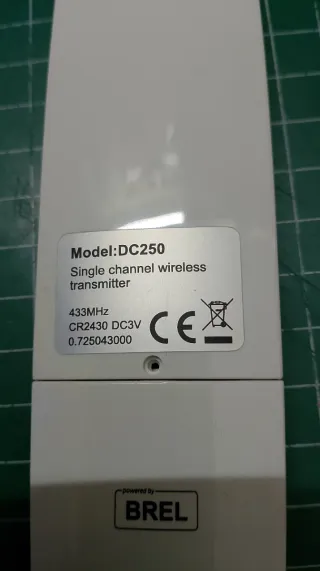 Model:DC250
Single channel wireless
transmitter
433MHz
CR2430 DC3V
0.725043000
CE
powered by
BREL